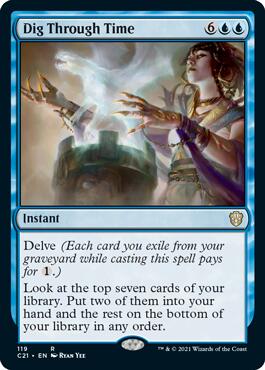 Dig Through Time 6
Instant
Delve (Each card you exile from your
graveyard while casting this spell pays
for 1.)
Look at the top seven cards of your
library. Put two of them into your
hand and the rest on the bottom of
your library in any order.
119 R
C21 • EN RYAN YEE ™ & © 2021 Wizards of the Coast